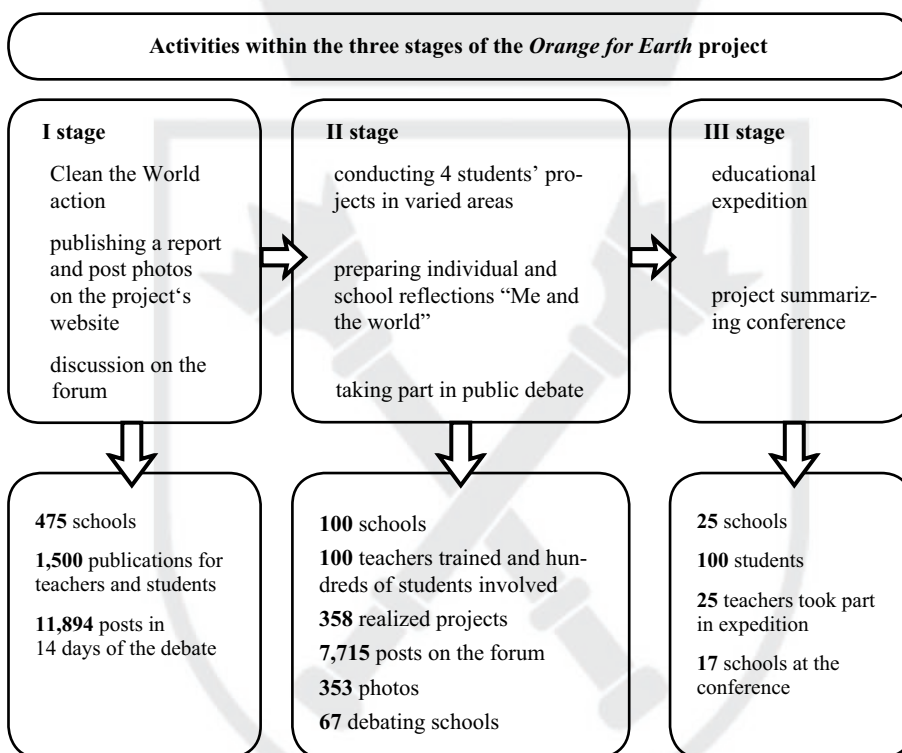 Activities within the three stages of the Orange for Earth project
I stage
Clean the World
action
publishing a report
and post photos
on the project‘s
website
discussion on the
forum
II stage
conducting 4 students’ pro-
jects in varied areas
preparing individual and
school reflections “Me and
the world”
taking part in public debate
III stage
educational
expedition
project summariz-
ing conference
475 schools
1,500 publications for
teachers and students
11,894 posts in
14 days of the debate
100 schools
100 teachers trained and hun-
dreds of students involved
358 realized projects
7,715 posts on the forum
353 photos
67 debating schools
25 schools
100 students
25 teachers took part
in expedition
17 schools at the
conference